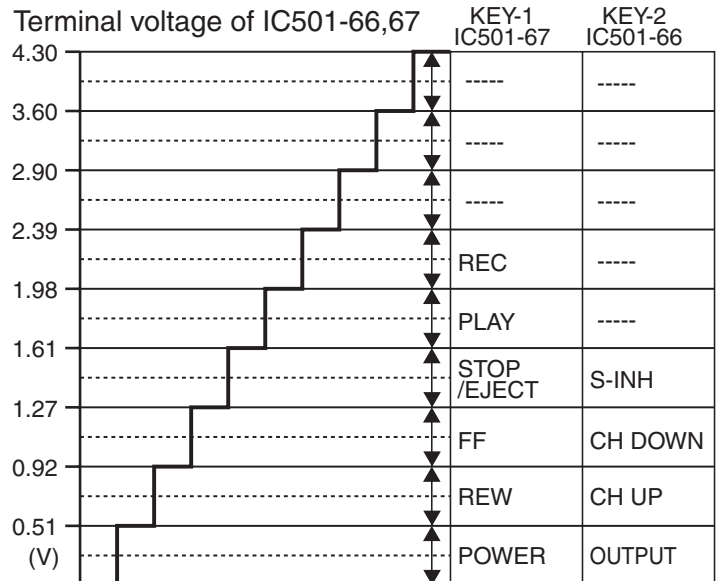 Terminal voltage of IC501-66,67 KEY-1 KEY-2
IC501-67 IC501-66
4.30
----- -----
3.60
----- -----
2.90
----- -----
2.39
REC -----
1.98
PLAY -----
1.61
STOP
/EJECT S-INH
1.27
FF CH DOWN
0.92
REW CH UP
0.51
(V) POWER OUTPUT